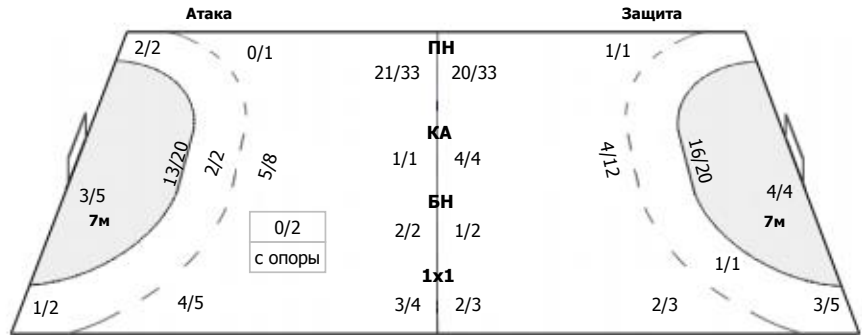 Атака Защита
2/2 0/1 ПН 1/1
21/33 20/33
КА
13/20 2/2 5/8 1/1 4/4 4/12 16/20
3/5 4/4
7м БН 7м
0/2 2/2 1/2
с опоры 1/1
1x1
1/2 4/5 3/4 2/3 2/3 3/5